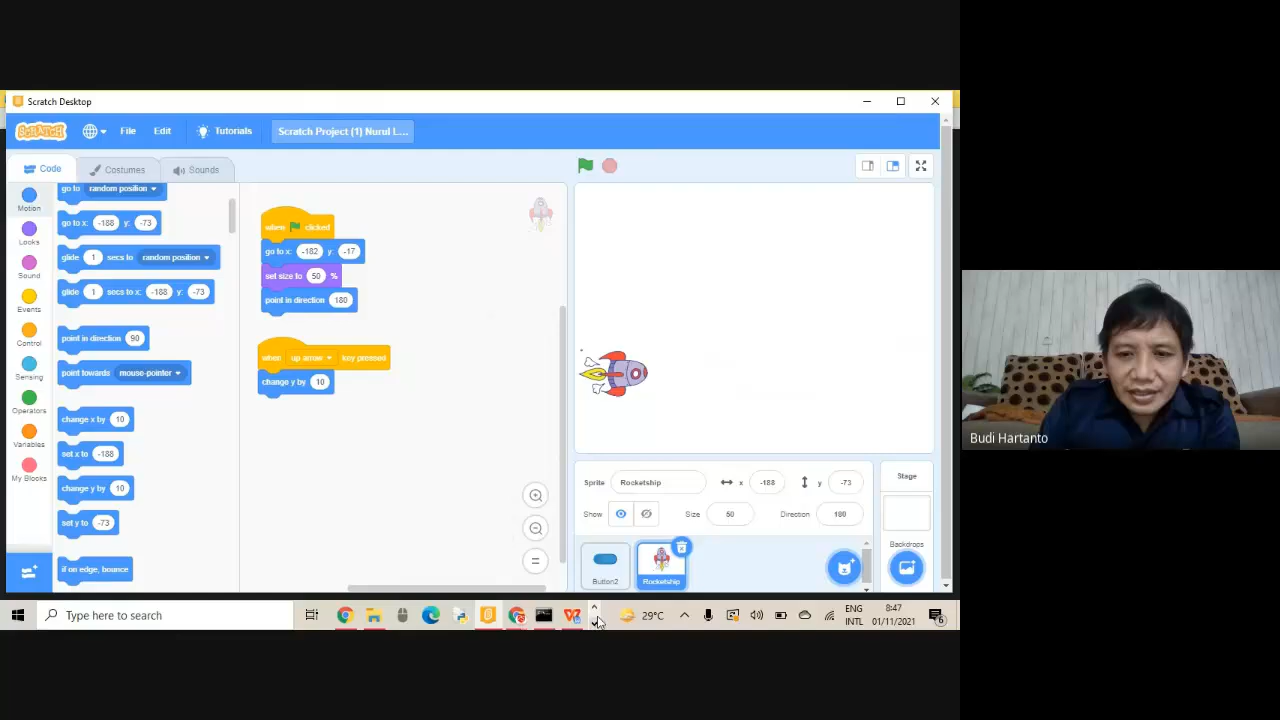 Scratch Desktop
SCRATCH
File
Edit
Tutorials
Scratch Project (1) Nurul L...
Code
Costumes
Sounds
Motion
Looks
Sound
Events
Control
Sensing
Operators
Variables
My Blocks
go to random position
go to x: -188 y: -73
glide 1 secs to random position
glide 1 secs to x: -188 y: -73
point in direction 90
point towards mouse-pointer
change x by 10
set x to -188
change y by 10
set y to -73
if on edge, bounce
when clicked
go to x: -182 y: -17
set size to 50 %
point in direction 180
when up arrow key pressed
change y by 10
Sprite Rocketship x -188 y -73
Show Size 50 Direction 180
Button2
Rocketship
Stage
Backdrops
Type here to search
29°C
ENG
INTL
8:47
01/11/2021
6
Budi Hartanto